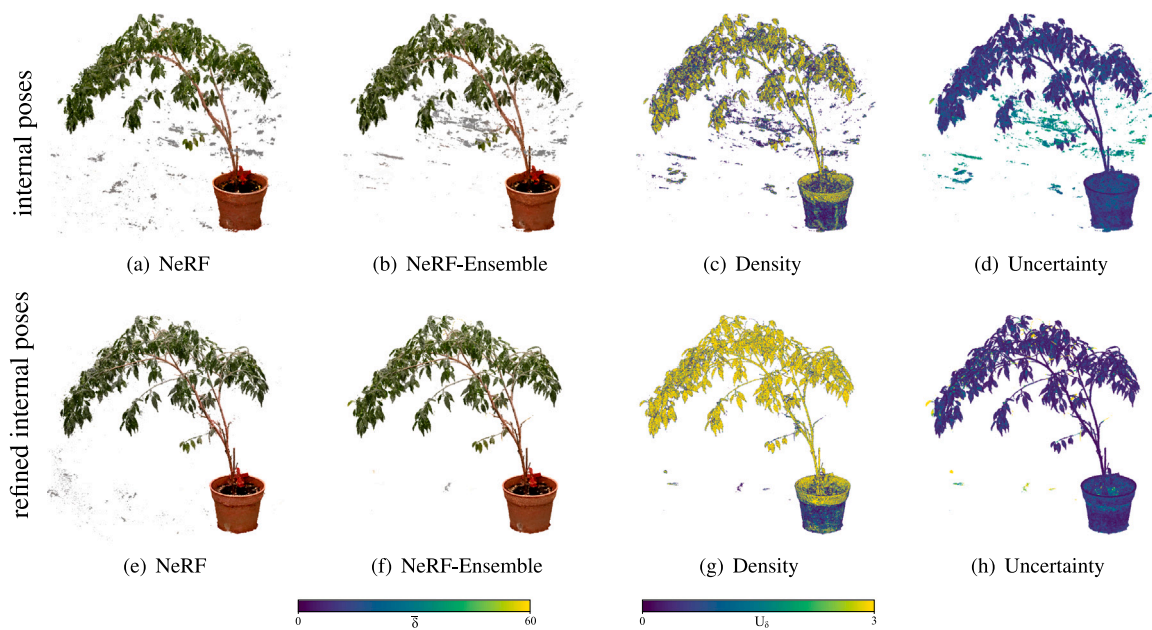 internal poses
(a) NeRF
(b) NeRF-Ensemble
(c) Density
(d) Uncertainty
refined internal poses
(e) NeRF
(f) NeRF-Ensemble
(g) Density
(h) Uncertainty
0 δ̅ 60
0 U_δ 3